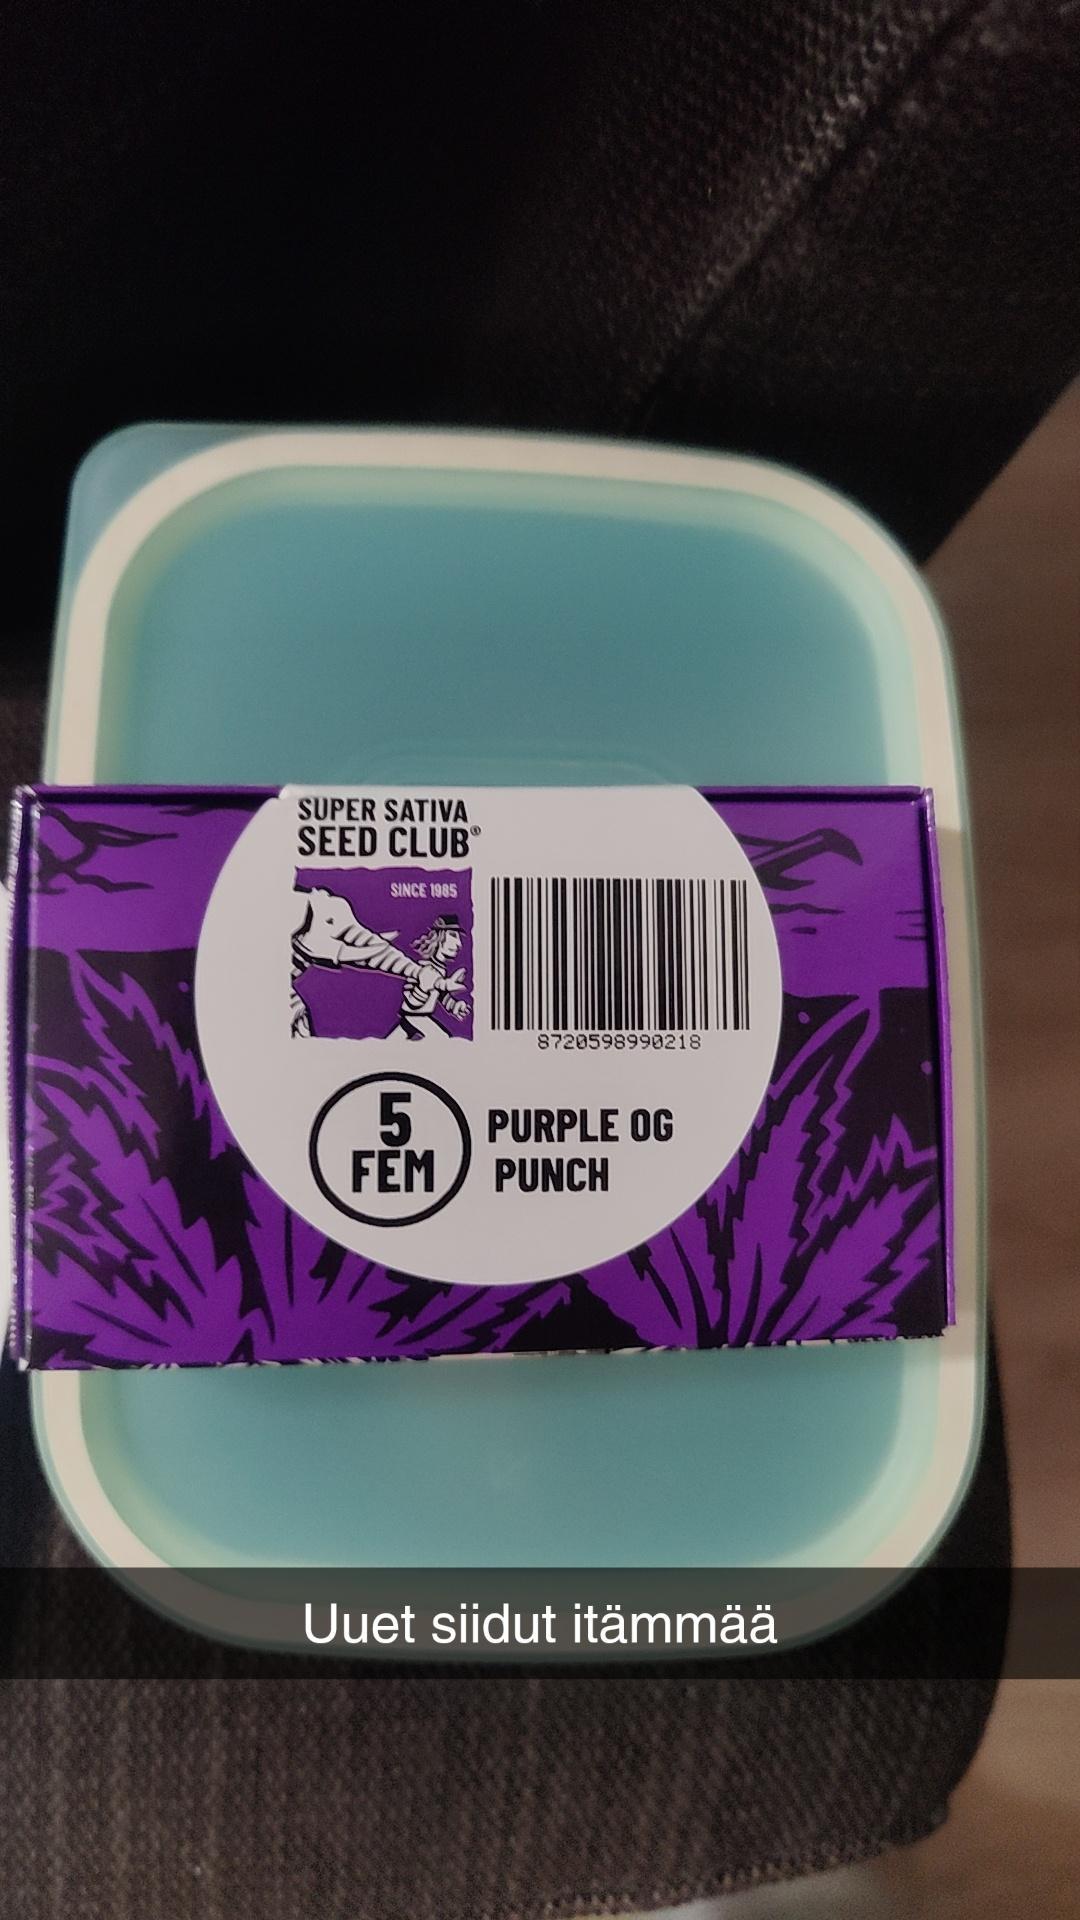 SUPER SATIVA
SEED CLUB®
SINCE 1985
8720598990218
5
FEM
PURPLE OG
PUNCH
Uuet siidut itämmää